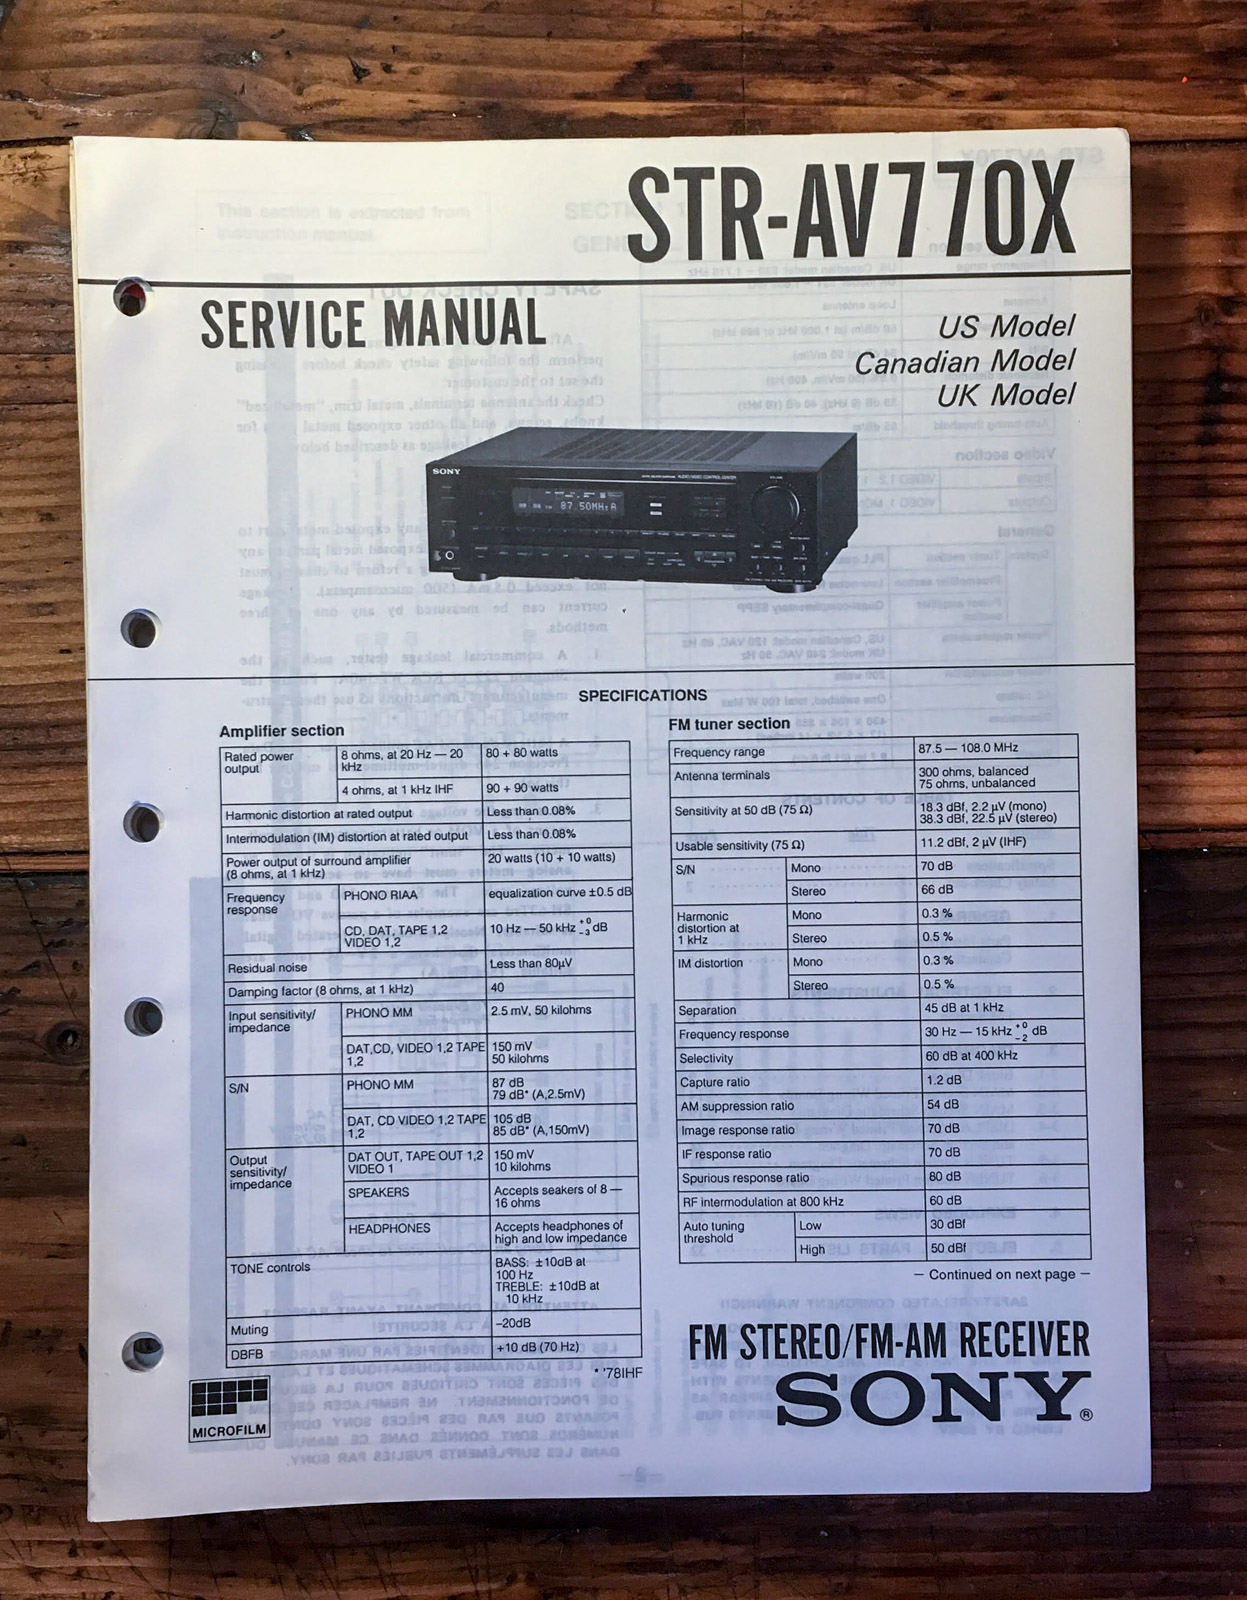 STR-AV770X
SERVICE MANUAL
US Model
Canadian Model
UK Model
SONY
AUDIO/VIDEO CONTROL CENTER
87.50MHz A
SPECIFICATIONS
Amplifier section
Rated power output
8 ohms, at 20 Hz — 20 kHz
80 + 80 watts
4 ohms, at 1 kHz IHF
90 + 90 watts
Harmonic distortion at rated output
Less than 0.08%
Intermodulation (IM) distortion at rated output
Less than 0.08%
Power output of surround amplifier
(8 ohms, at 1 kHz)
20 watts (10 + 10 watts)
Frequency response
PHONO RIAA
equalization curve ±0.5 dB
CD, DAT, TAPE 1,2
VIDEO 1,2
10 Hz — 50 kHz +0 −3 dB
Residual noise
Less than 80µV
Damping factor (8 ohms, at 1 kHz)
40
Input sensitivity/
impedance
PHONO MM
2.5 mV, 50 kilohms
DAT,CD, VIDEO 1,2 TAPE
1,2
150 mV
50 kilohms
S/N
PHONO MM
87 dB
79 dB* (A,2.5mV)
DAT, CD VIDEO 1,2 TAPE
1,2
105 dB
85 dB* (A,150mV)
Output
sensitivity/
impedance
DAT OUT, TAPE OUT 1,2
VIDEO 1
150 mV
10 kilohms
SPEAKERS
Accepts seakers of 8 —
16 ohms
HEADPHONES
Accepts headphones of
high and low impedance
TONE controls
BASS: ±10dB at
100 Hz
TREBLE: ±10dB at
10 kHz
Muting
−20dB
DBFB
+10 dB (70 Hz)
* '78IHF
MICROFILM
FM tuner section
Frequency range
87.5 — 108.0 MHz
Antenna terminals
300 ohms, balanced
75 ohms, unbalanced
Sensitivity at 50 dB (75 Ω)
18.3 dBf, 2.2 µV (mono)
38.3 dBf, 22.5 µV (stereo)
Usable sensitivity (75 Ω)
11.2 dBf, 2 µV (IHF)
S/N
Mono
70 dB
Stereo
66 dB
Harmonic
distortion at
1 kHz
Mono
0.3 %
Stereo
0.5 %
IM distortion
Mono
0.3 %
Stereo
0.5 %
Separation
45 dB at 1 kHz
Frequency response
30 Hz — 15 kHz +0 −2 dB
Selectivity
60 dB at 400 kHz
Capture ratio
1.2 dB
AM suppression ratio
54 dB
Image response ratio
70 dB
IF response ratio
70 dB
Spurious response ratio
80 dB
RF intermodulation at 800 kHz
60 dB
Auto tuning
threshold
Low
30 dBf
High
50 dBf
— Continued on next page —
FM STEREO/FM-AM RECEIVER
SONY®